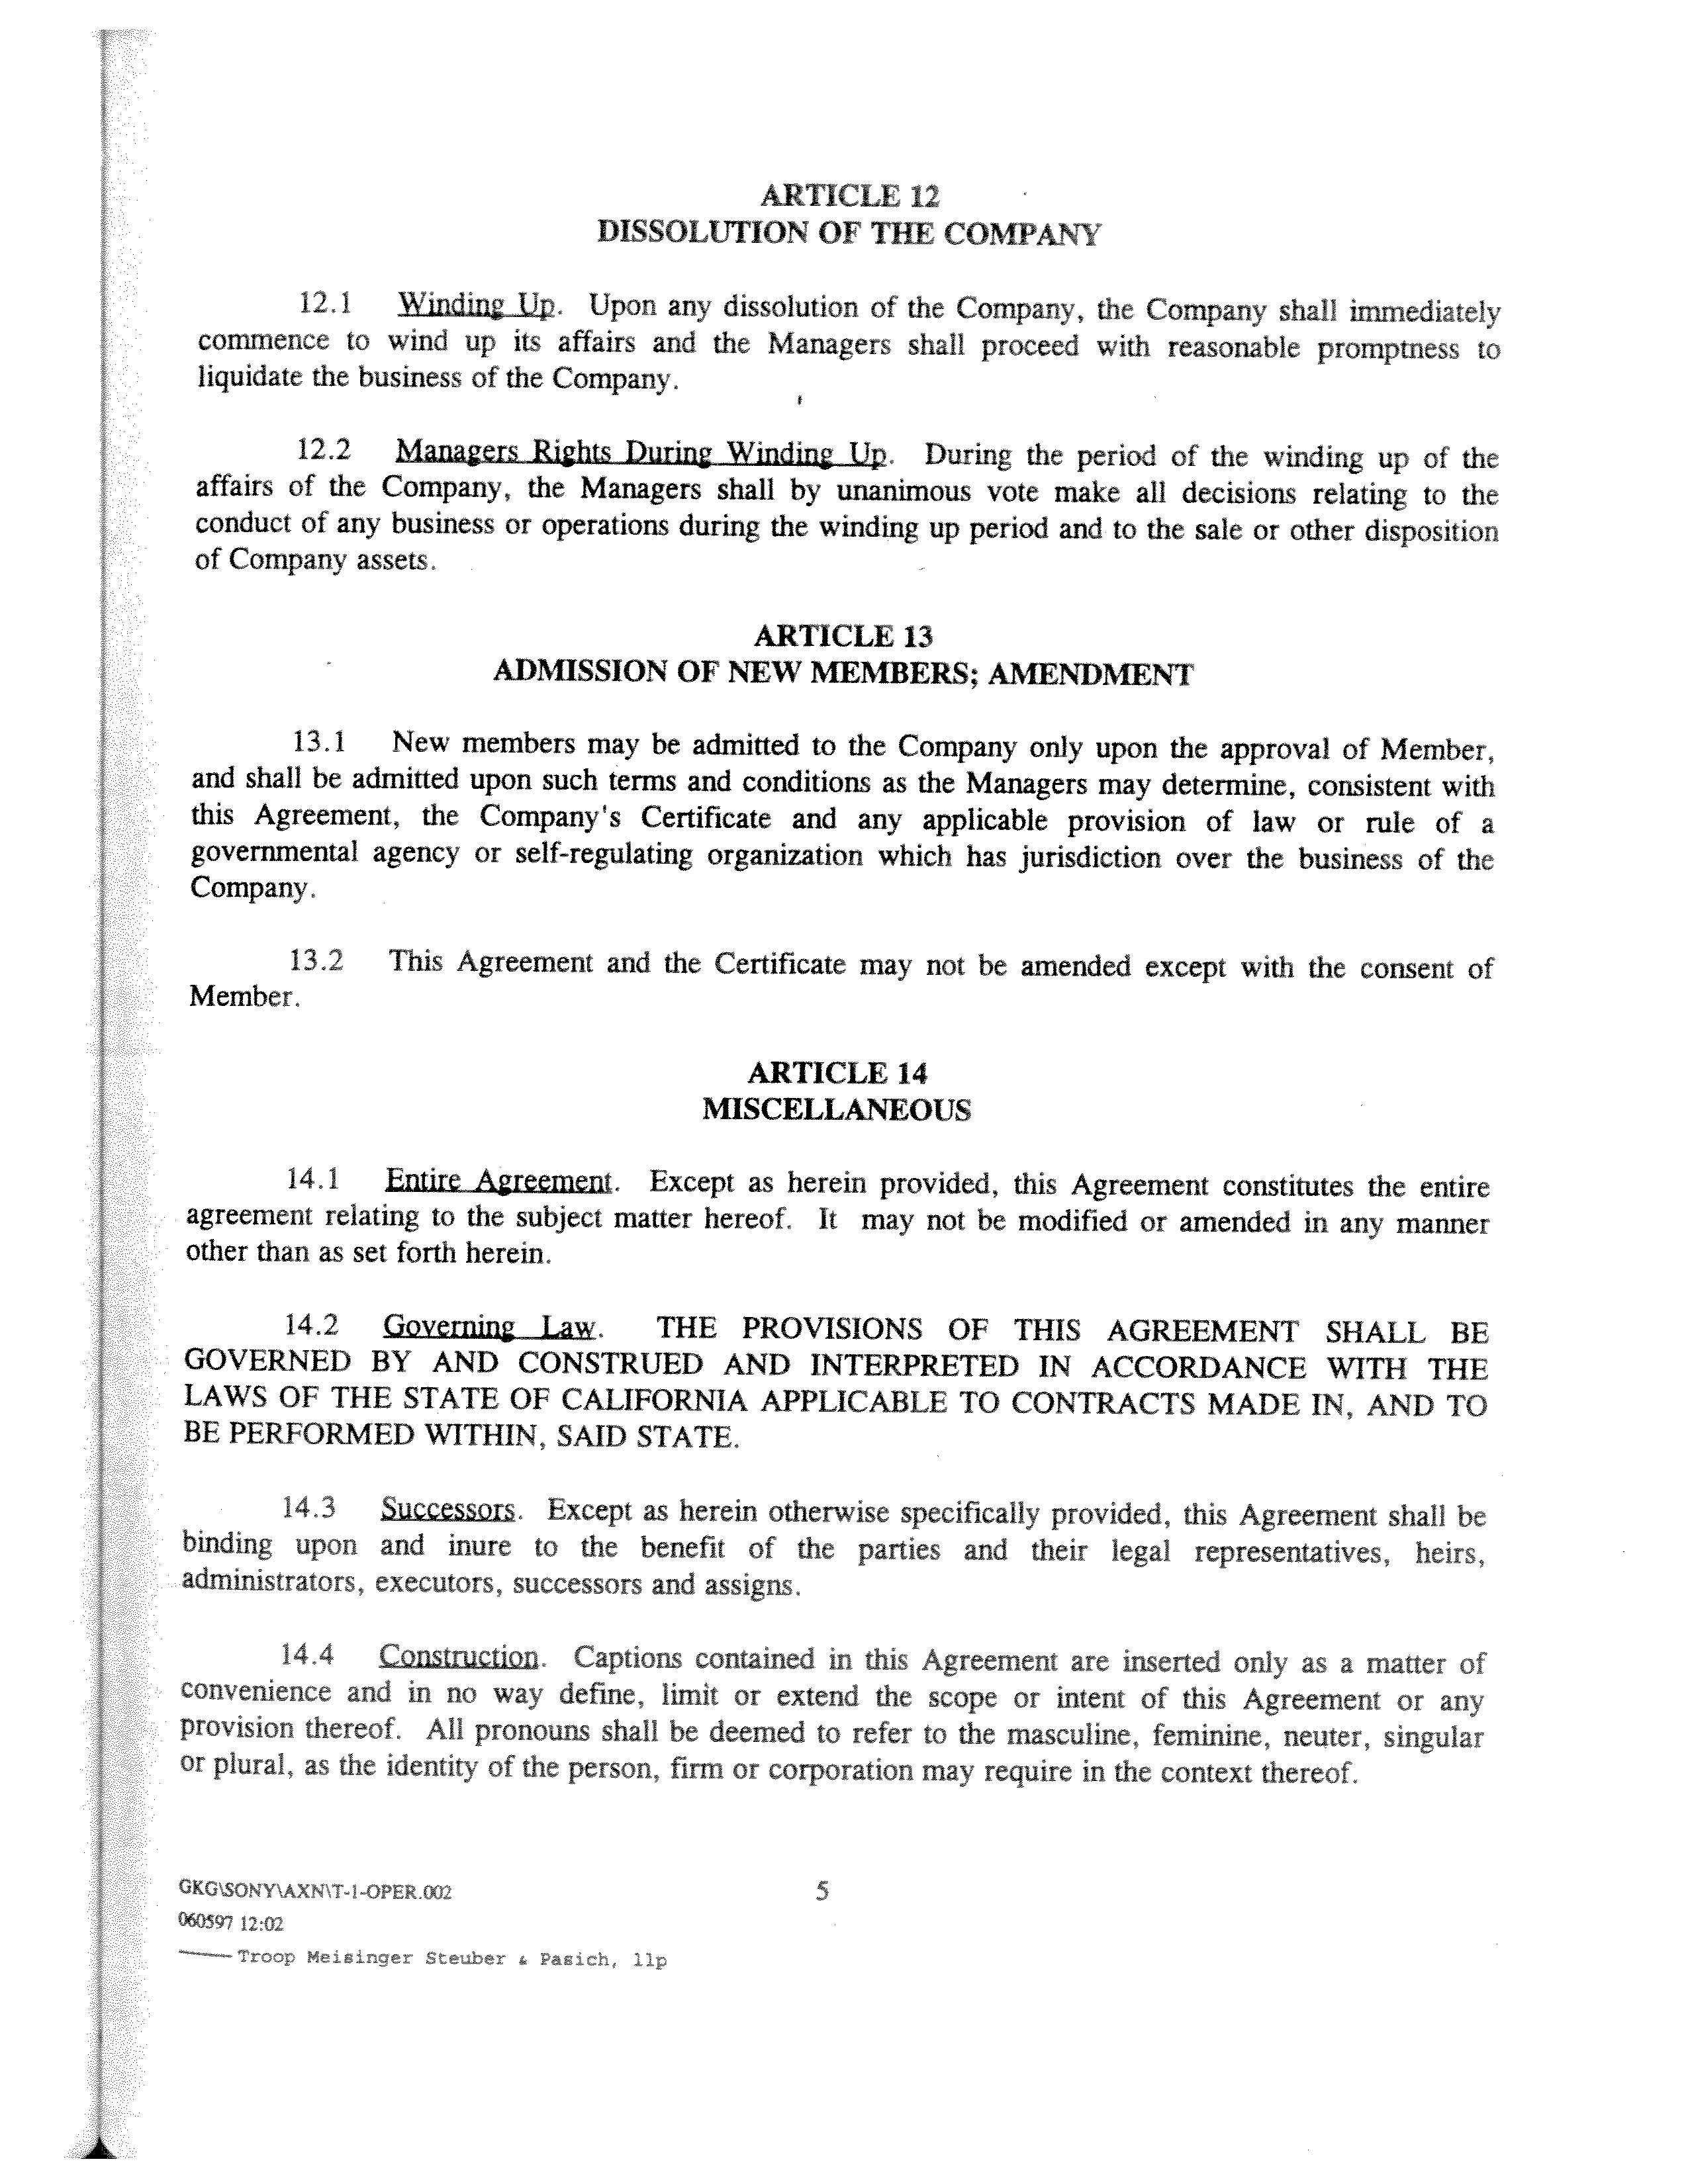 ARTICLE 12
DISSOLUTION OF THE COMPANY
12.1 Winding Up. Upon any dissolution of the Company, the Company shall immediately
commence to wind up its affairs and the Managers shall proceed with reasonable promptness to
liquidate the business of the Company.
12.2 Managers Rights During Winding Up. During the period of the winding up of the
affairs of the Company, the Managers shall by unanimous vote make all decisions relating to the
conduct of any business or operations during the winding up period and to the sale or other disposition
of Company assets.
ARTICLE 13
ADMISSION OF NEW MEMBERS; AMENDMENT
13.1 New members may be admitted to the Company only upon the approval of Member,
and shall be admitted upon such terms and conditions as the Managers may determine, consistent with
this Agreement, the Company's Certificate and any applicable provision of law or rule of a
governmental agency or self-regulating organization which has jurisdiction over the business of the
Company.
13.2 This Agreement and the Certificate may not be amended except with the consent of
Member.
ARTICLE 14
MISCELLANEOUS
14.1 Entire Agreement. Except as herein provided, this Agreement constitutes the entire
agreement relating to the subject matter hereof. It may not be modified or amended in any manner
other than as set forth herein.
14.2 Governing Law. THE PROVISIONS OF THIS AGREEMENT SHALL BE
GOVERNED BY AND CONSTRUED AND INTERPRETED IN ACCORDANCE WITH THE
LAWS OF THE STATE OF CALIFORNIA APPLICABLE TO CONTRACTS MADE IN, AND TO
BE PERFORMED WITHIN, SAID STATE.
14.3 Successors. Except as herein otherwise specifically provided, this Agreement shall be
binding upon and inure to the benefit of the parties and their legal representatives, heirs,
administrators, executors, successors and assigns.
14.4 Construction. Captions contained in this Agreement are inserted only as a matter of
convenience and in no way define, limit or extend the scope or intent of this Agreement or any
provision thereof. All pronouns shall be deemed to refer to the masculine, feminine, neuter, singular
or plural, as the identity of the person, firm or corporation may require in the context thereof.
GKG\SONY\AXN\T-1-OPER.002
5
060597 12:02
Troop Meisinger Steuber & Pasich, llp